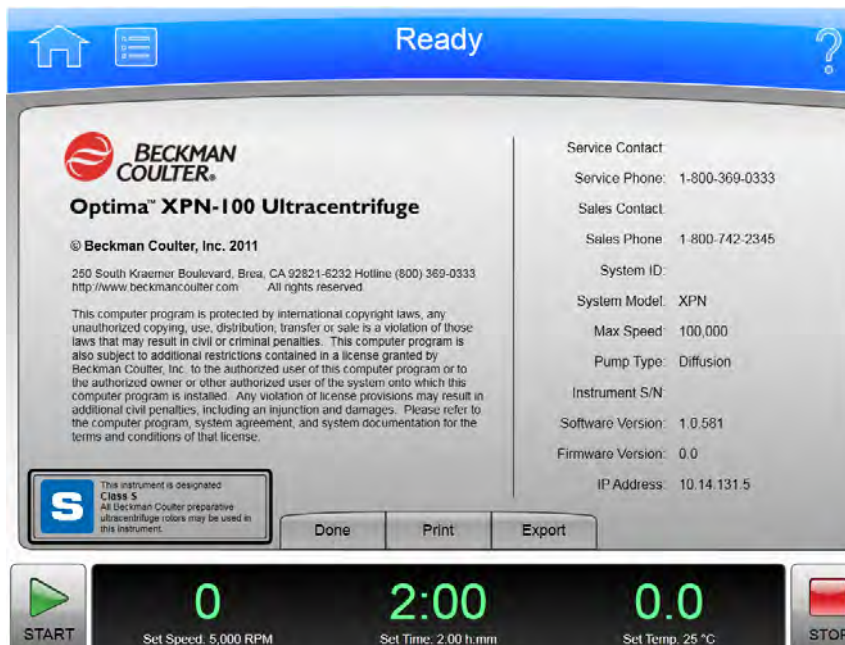 Ready
?
BECKMAN
COULTER®
Optima™ XPN-100 Ultracentrifuge
© Beckman Coulter, Inc. 2011
250 South Kraemer Boulevard, Brea, CA 92821-6232 Hotline (800) 369-0333
http://www.beckmancoulter.com All rights reserved
This computer program is protected by international copyright laws, any
unauthorized copying, use, distribution, transfer or sale is a violation of those
laws that may result in civil or criminal penalties. This computer program is
also subject to additional restrictions contained in a license granted by
Beckman Coulter, Inc. to the authorized user of this computer program or to
the authorized owner or other authorized user of the system onto which this
computer program is installed. Any violation of license provisions may result in
additional civil penalties, including an injunction and damages. Please refer to
the computer program, system agreement, and system documentation for the
terms and conditions of that license.
S
This instrument is designated
Class S
All Beckman Coulter preparative
ultracentrifuge rotors may be used in
this instrument.
Service Contact:
Service Phone: 1-800-369-0333
Sales Contact:
Sales Phone: 1-800-742-2345
System ID:
System Model: XPN
Max Speed: 100,000
Pump Type: Diffusion
Instrument S/N:
Software Version: 1.0.581
Firmware Version: 0.0
IP Address: 10.14.131.5
Done Print Export
START
0 2:00 0.0
Set Speed. 5,000 RPM Set Time. 2.00 h:mm Set Temp. 25 °C
STOP